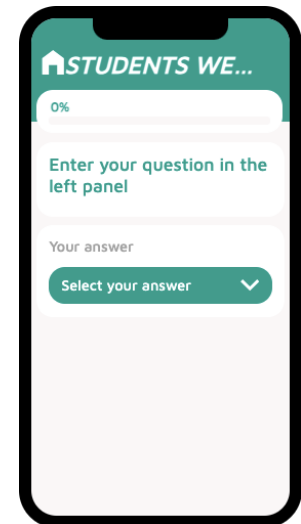 STUDENTS WE...
0%
Enter your question in the
left panel
Your answer
Select your answer